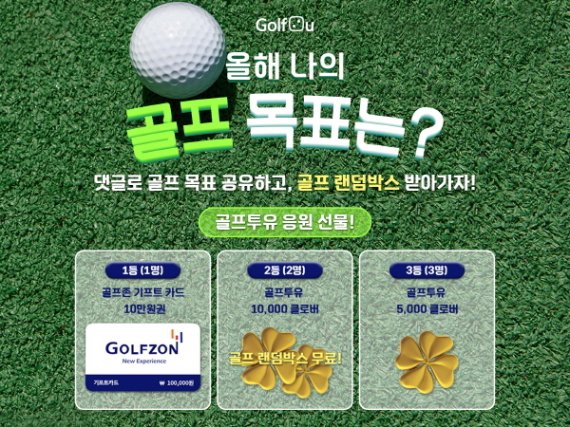 Golf⚁u
올해 나의
골프 목표는?
댓글로 골프 목표 공유하고, 골프 랜덤박스 받아가자!
골프투유 응원 선물!
1등 (1명)
골프존 기프트 카드
10만원권
GOLFZON
New Experience
기프트카드 ₩ 100,000원
2등 (2명)
골프투유
10,000 클로버
골프 랜덤박스 무료!
3등 (3명)
골프투유
5,000 클로버